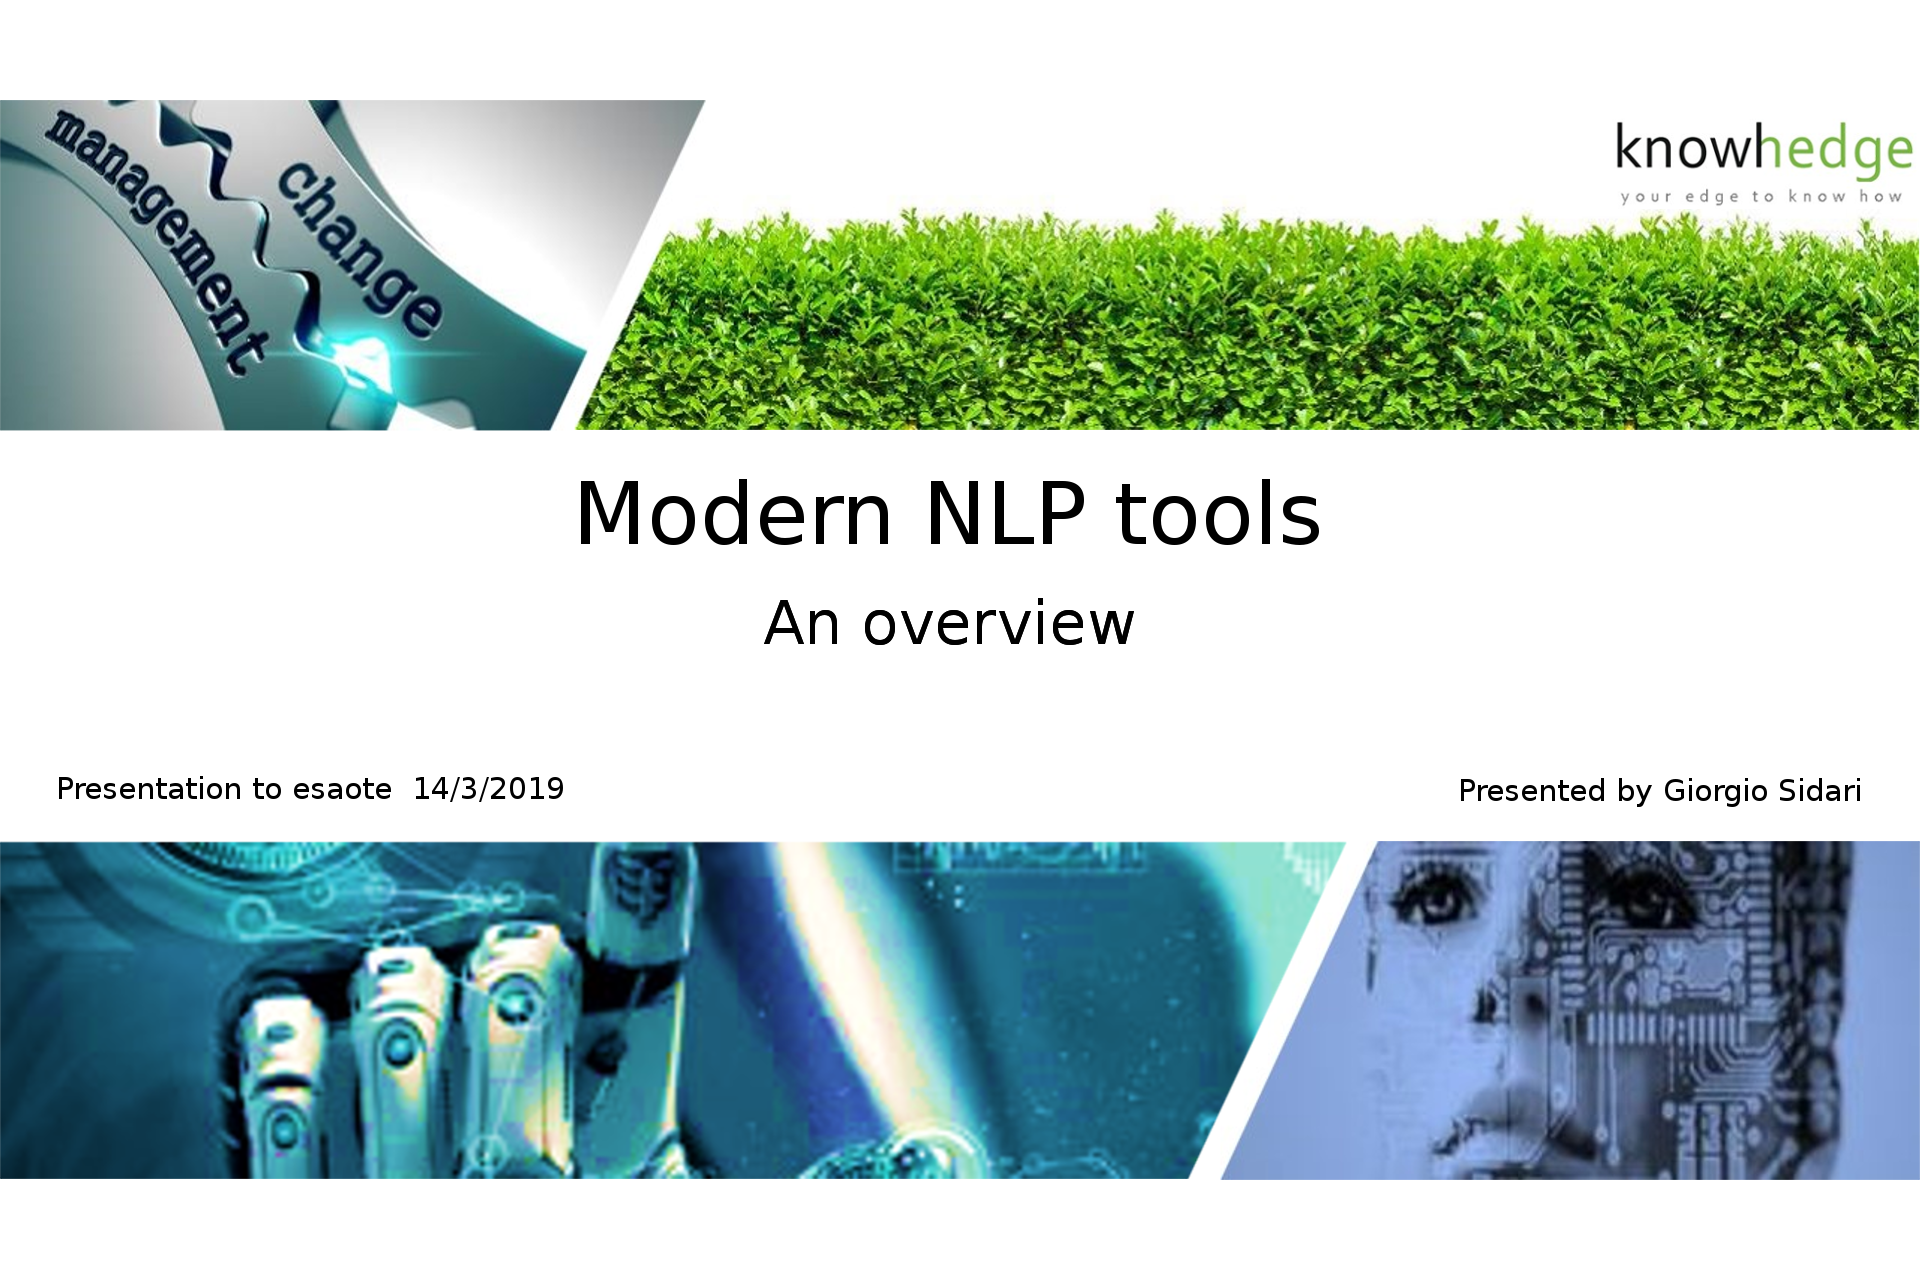 management
change
knowhedge
your edge to know how
Modern NLP tools
An overview
Presentation to esaote 14/3/2019
Presented by Giorgio Sidari